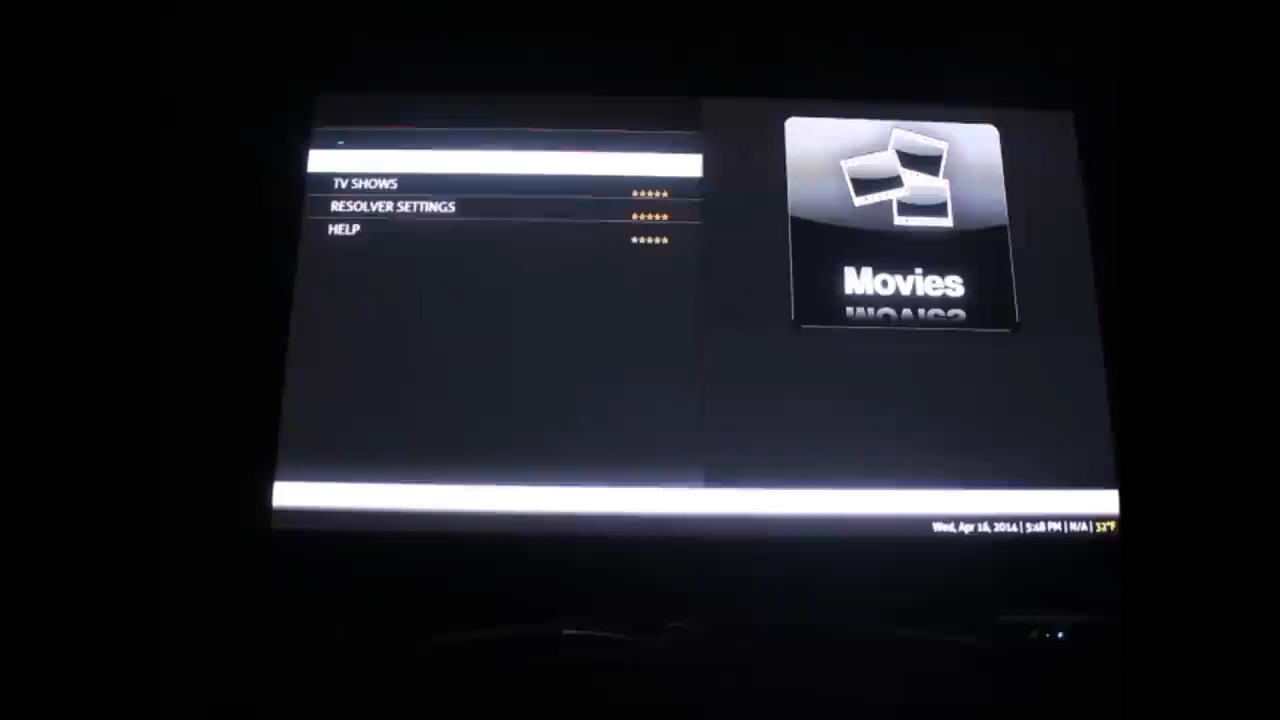 ..
TV SHOWS
★★★★★
RESOLVER SETTINGS
★★★★★
HELP
★★★★★
Movies
Wed, Apr 16, 2014 | 5:48 PM | N/A | 52°F